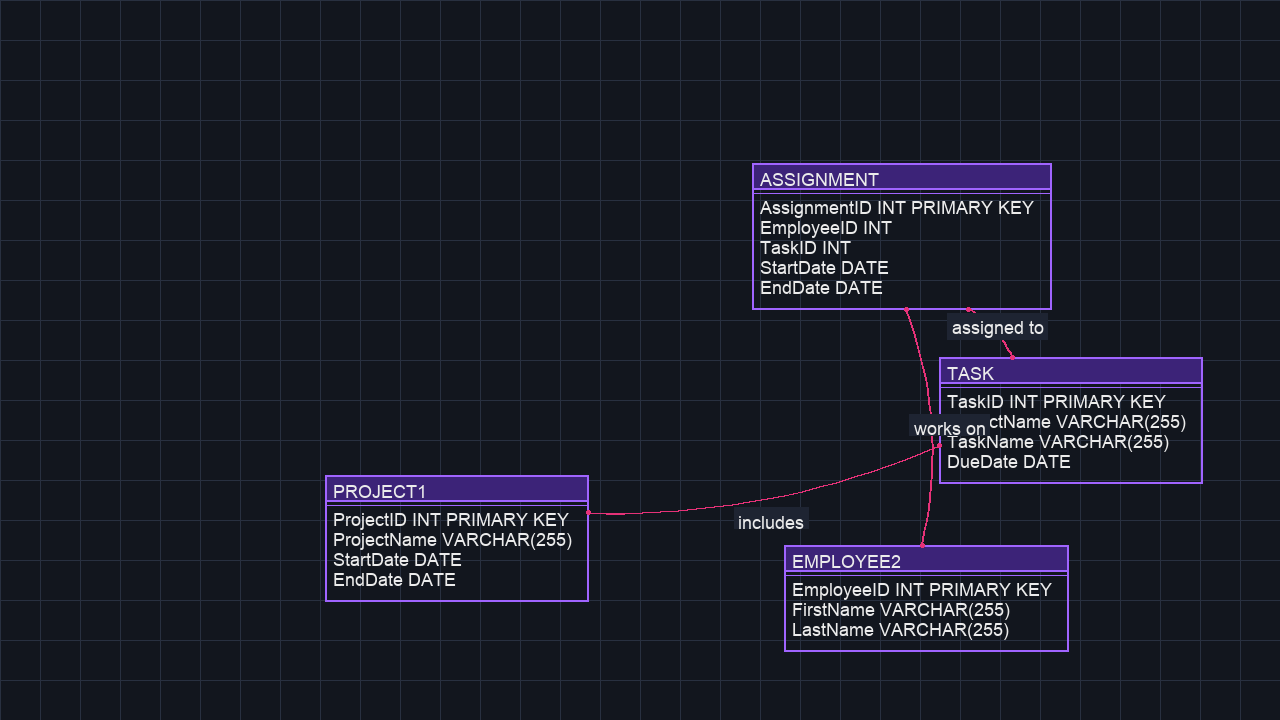 ASSIGNMENT
AssignmentID INT PRIMARY KEY
EmployeeID INT
TaskID INT
StartDate DATE
EndDate DATE
assigned to
TASK
TaskID INT PRIMARY KEY
VARCHAR(255)
works on
TaskName VARCHAR(255)
DueDate DATE
PROJECT1
ProjectID INT PRIMARY KEY
ProjectName VARCHAR(255)
StartDate DATE
EndDate DATE
includes
EMPLOYEE2
EmployeeID INT PRIMARY KEY
FirstName VARCHAR(255)
LastName VARCHAR(255)